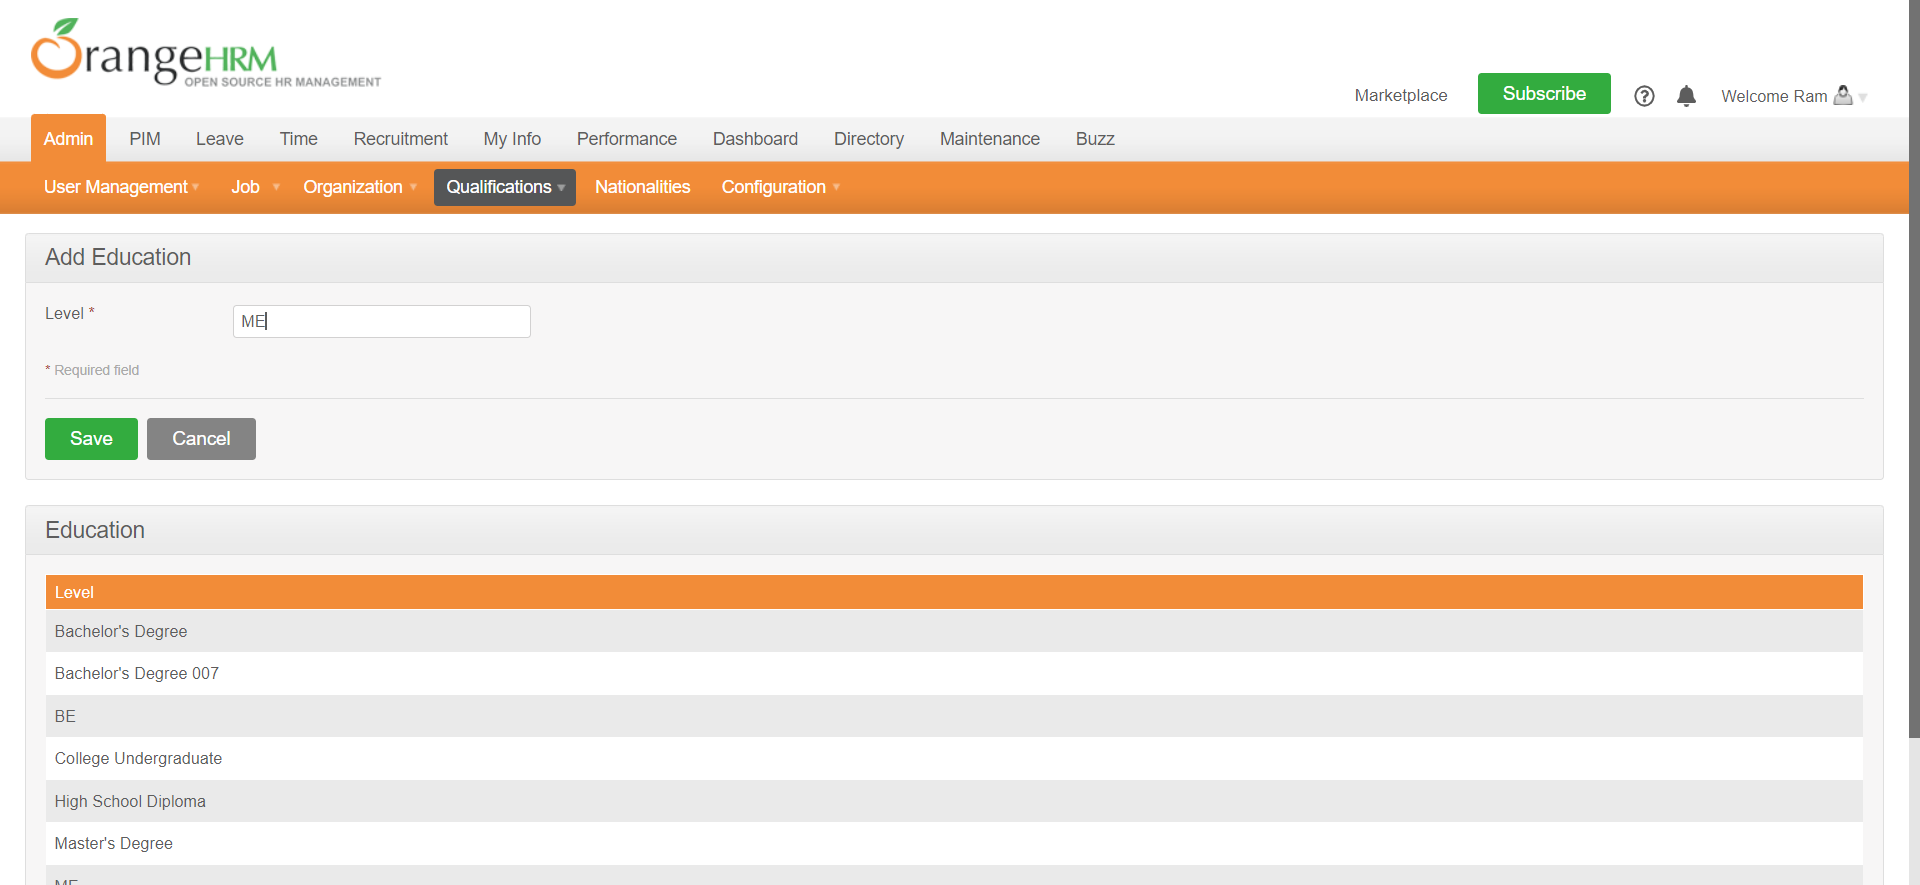 OrangeHRM
OPEN SOURCE HR MANAGEMENT
Marketplace
Subscribe
Welcome Ram
Admin PIM Leave Time Recruitment My Info Performance Dashboard Directory Maintenance Buzz
User Management Job Organization Qualifications Nationalities Configuration
Add Education
Level *
ME
* Required field
Save Cancel
Education
Level
Bachelor's Degree
Bachelor's Degree 007
BE
College Undergraduate
High School Diploma
Master's Degree